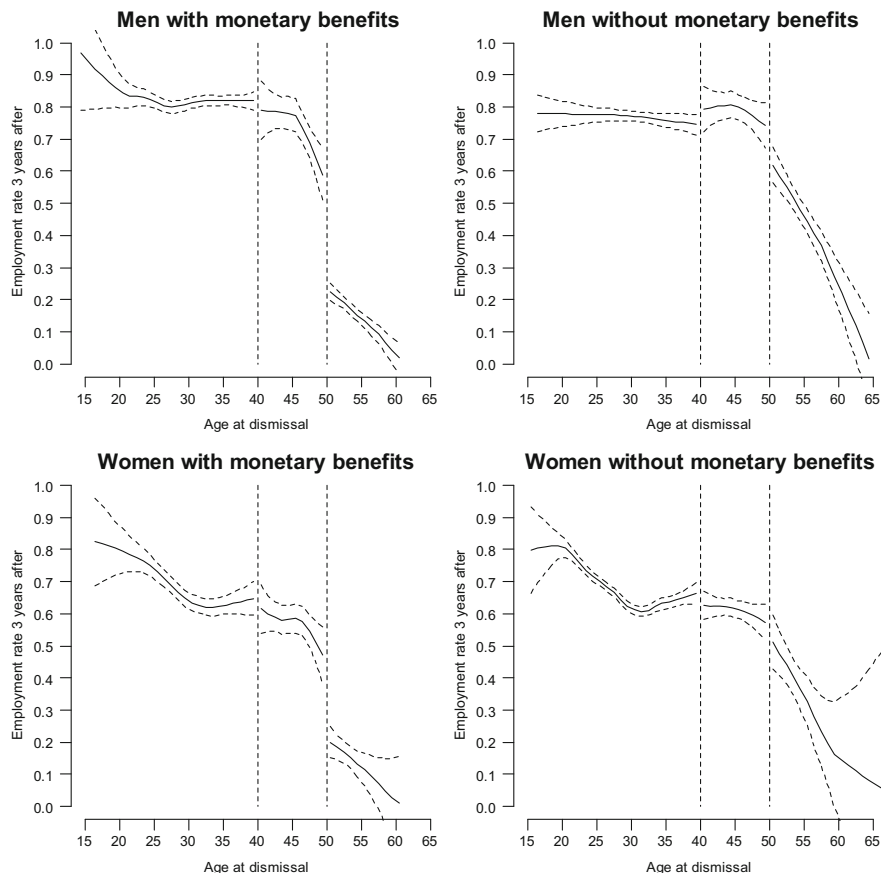 Men with monetary benefits
Employment rate 3 years after
1.0
0.9
0.8
0.7
0.6
0.5
0.4
0.3
0.2
0.1
0.0
15 20 25 30 35 40 45 50 55 60 65
Age at dismissal
Men without monetary benefits
Employment rate 3 years after
1.0
0.9
0.8
0.7
0.6
0.5
0.4
0.3
0.2
0.1
0.0
15 20 25 30 35 40 45 50 55 60 65
Age at dismissal
Women with monetary benefits
Employment rate 3 years after
1.0
0.9
0.8
0.7
0.6
0.5
0.4
0.3
0.2
0.1
0.0
15 20 25 30 35 40 45 50 55 60 65
Age at dismissal
Women without monetary benefits
Employment rate 3 years after
1.0
0.9
0.8
0.7
0.6
0.5
0.4
0.3
0.2
0.1
0.0
15 20 25 30 35 40 45 50 55 60 65
Age at dismissal